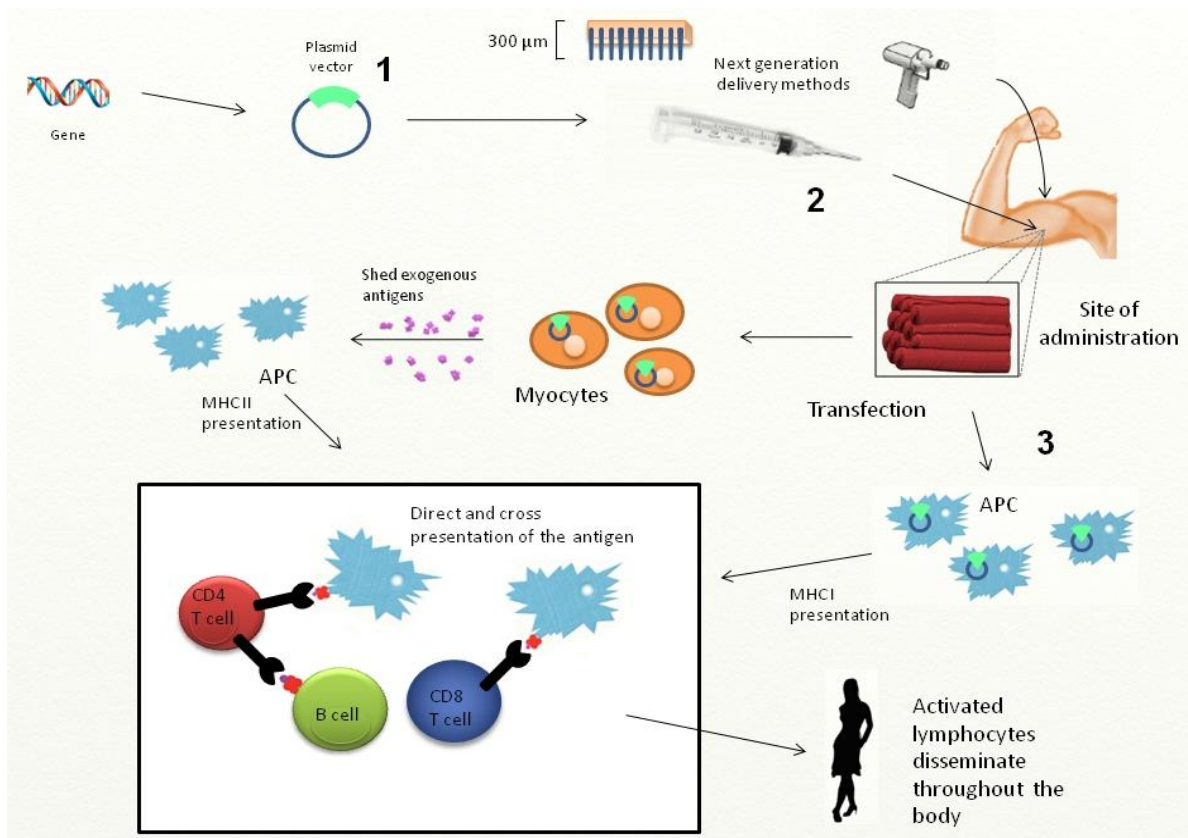 Gene
Plasmid
vector
1
300 µm
Next generation
delivery methods
2
Site of
administration
Transfection
3
Myocytes
Shed exogenous
antigens
APC
MHCII
presentation
APC
MHCI
presentation
Direct and cross
presentation of the antigen
CD4
T cell
B cell
CD8
T cell
Activated
lymphocytes
disseminate
throughout the
body